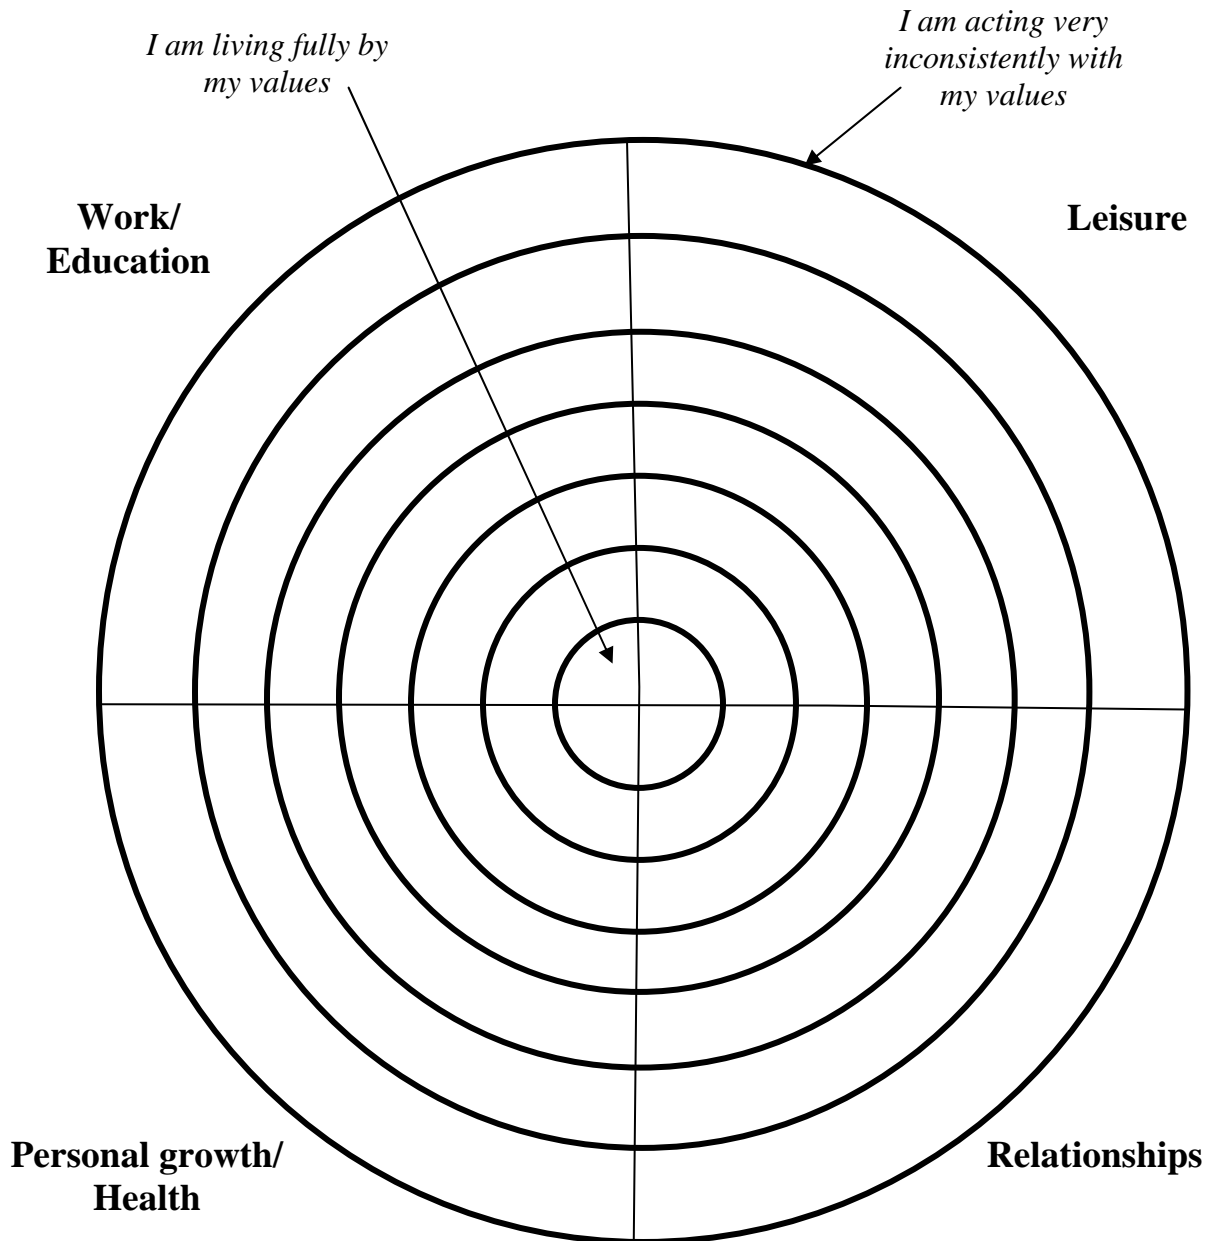 I am living fully by
my values
I am acting very
inconsistently with
my values
Work/
Education
Leisure
Personal growth/
Health
Relationships